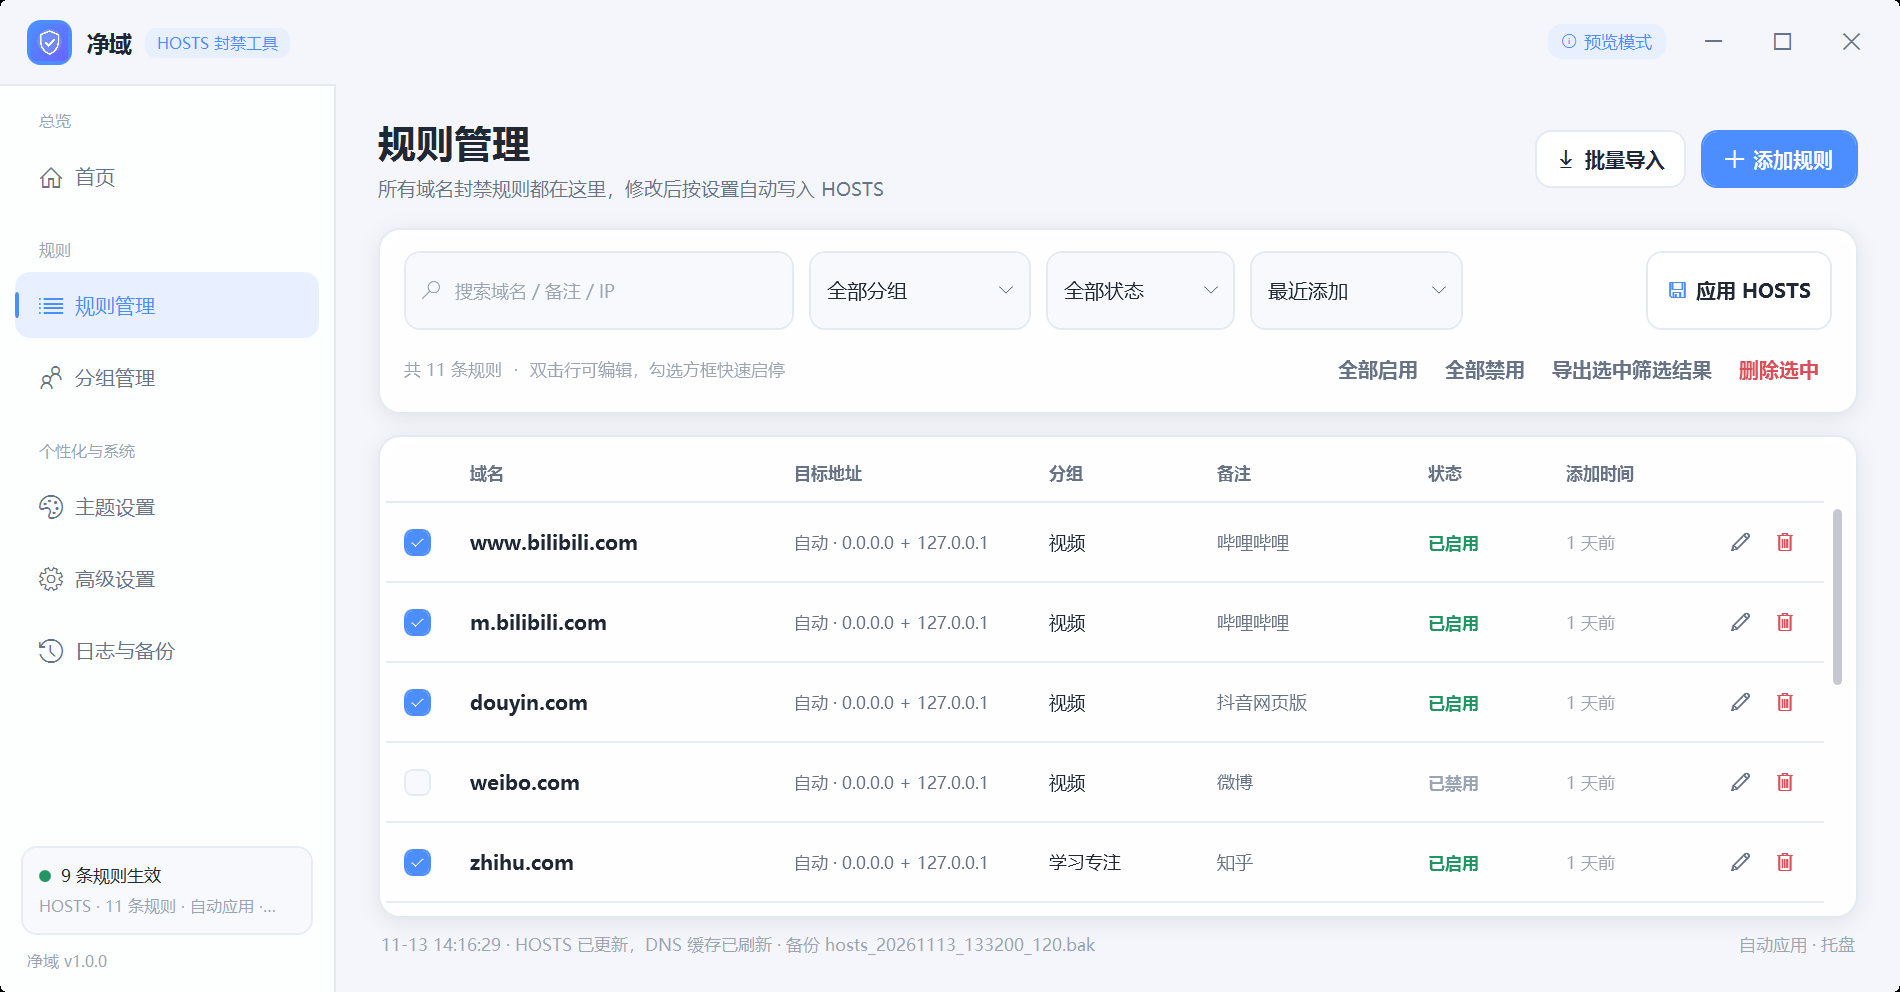 净域 HOSTS 封禁工具 预览模式
总览
首页
规则
规则管理
分组管理
个性化与系统
主题设置
高级设置
日志与备份
9 条规则生效
HOSTS · 11 条规则 · 自动应用 ·...
净域 v1.0.0
规则管理
所有域名封禁规则都在这里，修改后按设置自动写入 HOSTS
批量导入 添加规则
搜索域名 / 备注 / IP 全部分组 全部状态 最近添加 应用 HOSTS
共 11 条规则 · 双击行可编辑，勾选方框快速启停 全部启用 全部禁用 导出选中筛选结果 删除选中
域名 目标地址 分组 备注 状态 添加时间
www.bilibili.com 自动 · 0.0.0.0 + 127.0.0.1 视频 哔哩哔哩 已启用 1 天前
m.bilibili.com 自动 · 0.0.0.0 + 127.0.0.1 视频 哔哩哔哩 已启用 1 天前
douyin.com 自动 · 0.0.0.0 + 127.0.0.1 视频 抖音网页版 已启用 1 天前
weibo.com 自动 · 0.0.0.0 + 127.0.0.1 视频 微博 已禁用 1 天前
zhihu.com 自动 · 0.0.0.0 + 127.0.0.1 学习专注 知乎 已启用 1 天前
11-13 14:16:29 · HOSTS 已更新，DNS 缓存已刷新 · 备份 hosts_20261113_133200_120.bak 自动应用 · 托盘